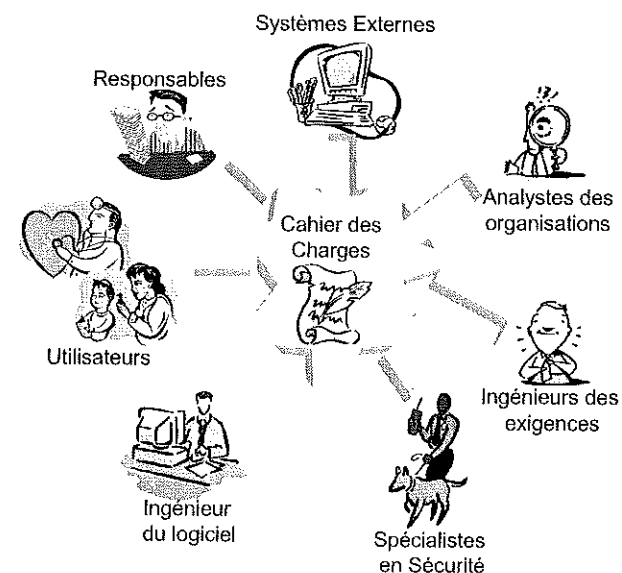 Systèmes Externes
Responsables
Analystes des
organisations
Cahier des
Charges
Utilisateurs
Ingénieurs des
exigences
Ingénieur
du logiciel
Spécialistes
en Sécurité